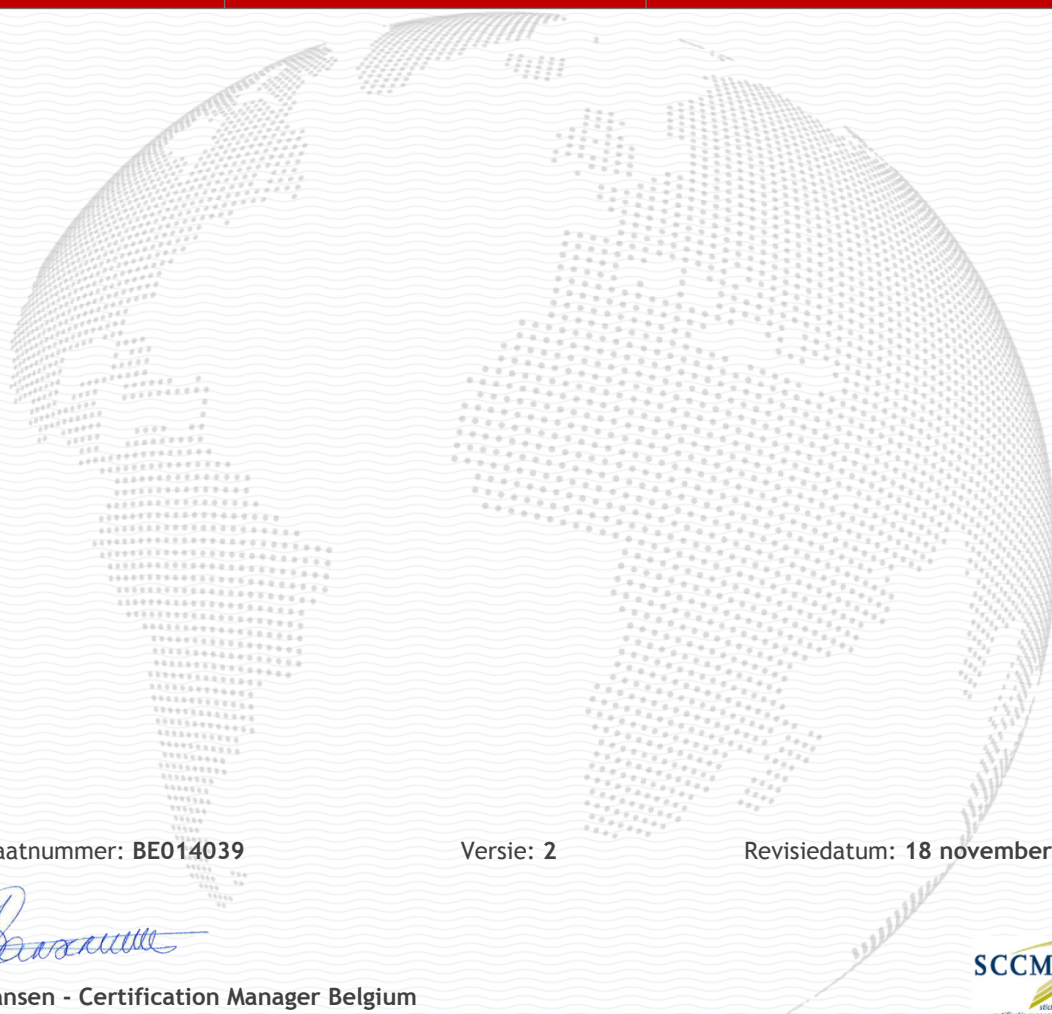 aatnummer: BE014039 Versie: 2 Revisiedatum: 18 november
ansen - Certification Manager Belgium
SCCM